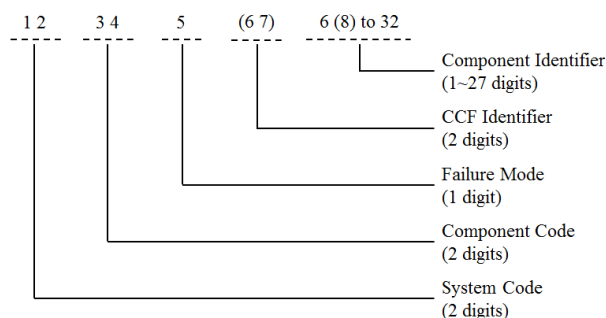 1 2 3 4 5 (6 7) 6 (8) to 32
Component Identifier
(1~27 digits)
CCF Identifier
(2 digits)
Failure Mode
(1 digit)
Component Code
(2 digits)
System Code
(2 digits)